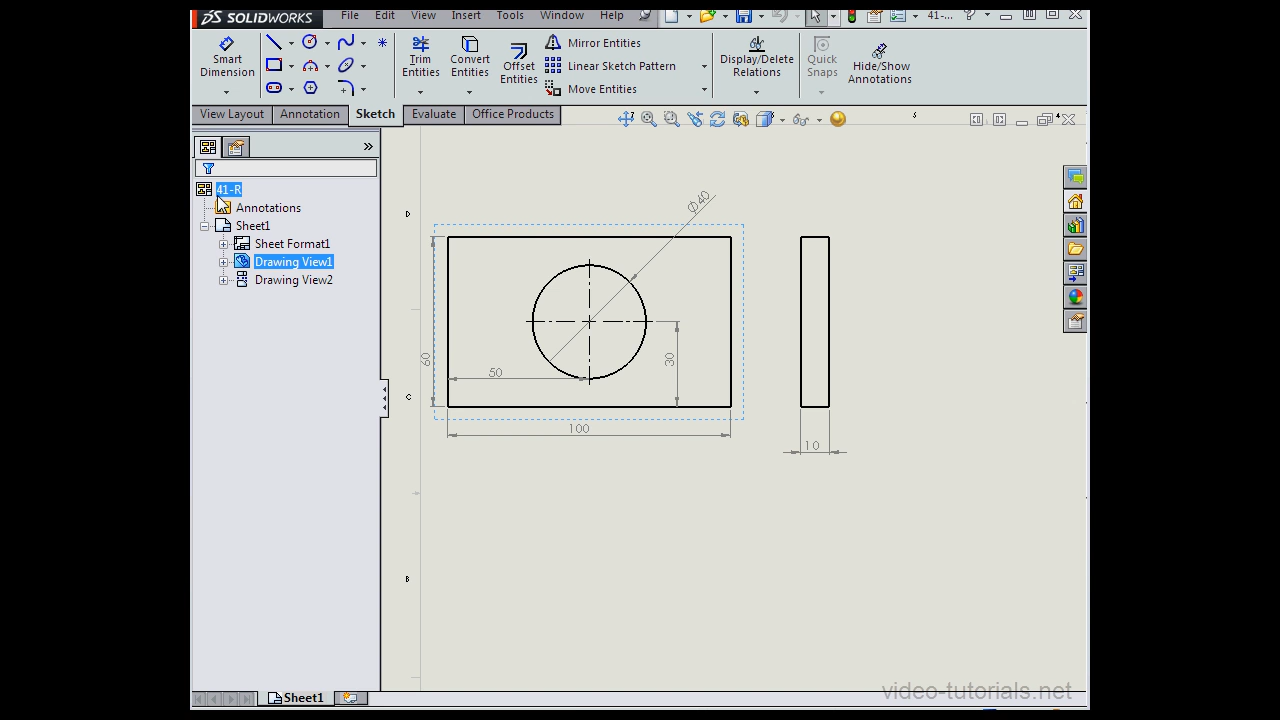 SOLIDWORKS File Edit View Insert Tools Window Help 41-...
Smart Dimension
Trim Entities
Convert Entities
Offset Entities
Mirror Entities
Linear Sketch Pattern
Move Entities
Display/Delete Relations
Quick Snaps
Hide/Show Annotations
View Layout Annotation Sketch Evaluate Office Products
41-R
Annotations
Sheet1
Sheet Format1
Drawing View1
Drawing View2
D
C
B
Ø40
60
50
30
100
10
Sheet1
video-tutorials.net